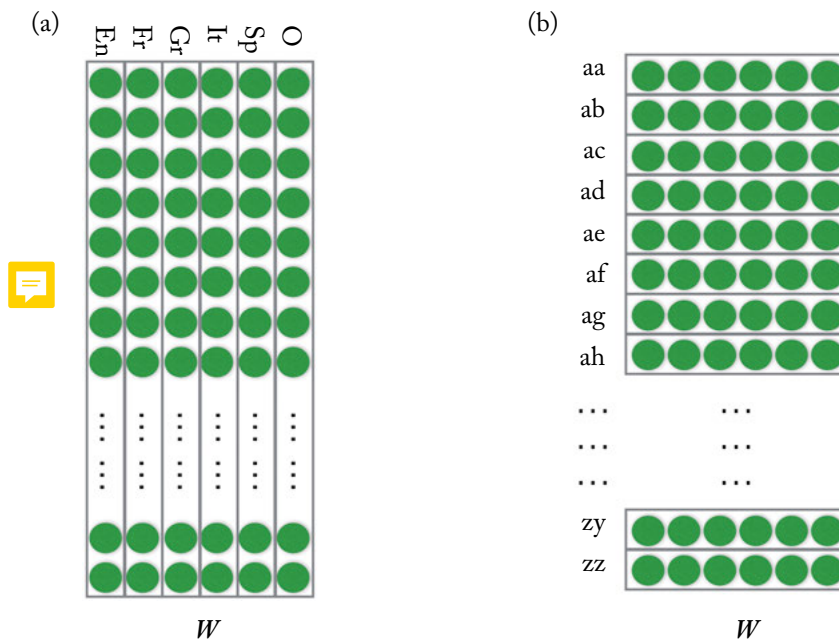 (a)
En Fr Gr It Sp O
W
(b)
aa
ab
ac
ad
ae
af
ag
ah
... ...
... ...
... ...
zy
zz
W